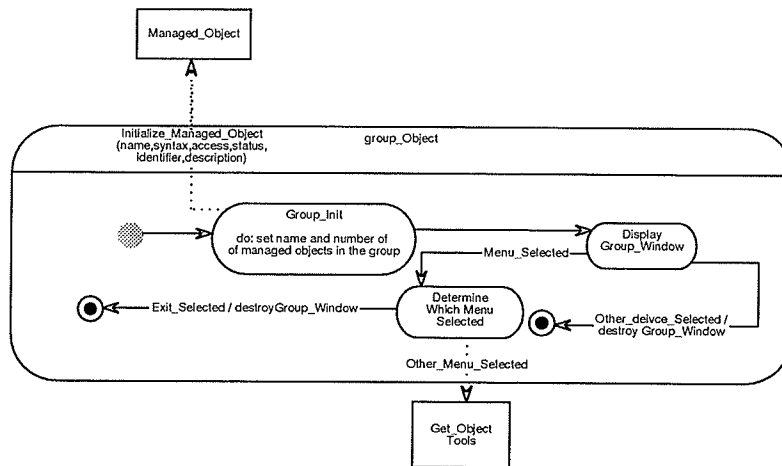 Managed_Object
Initialize_Managed_Object
(name,syntax,access,status,
identifier,description)
group_Object
Group_Init
do: set name and number of
of managed objects in the group
Display
Group_Window
Menu_Selected
Determine
Which Menu
Selected
Exit_Selected / destroyGroup_Window
Other_deivce_Selected /
destroy Group_Window
Other_Menu_Selected
Get_Object
Tools